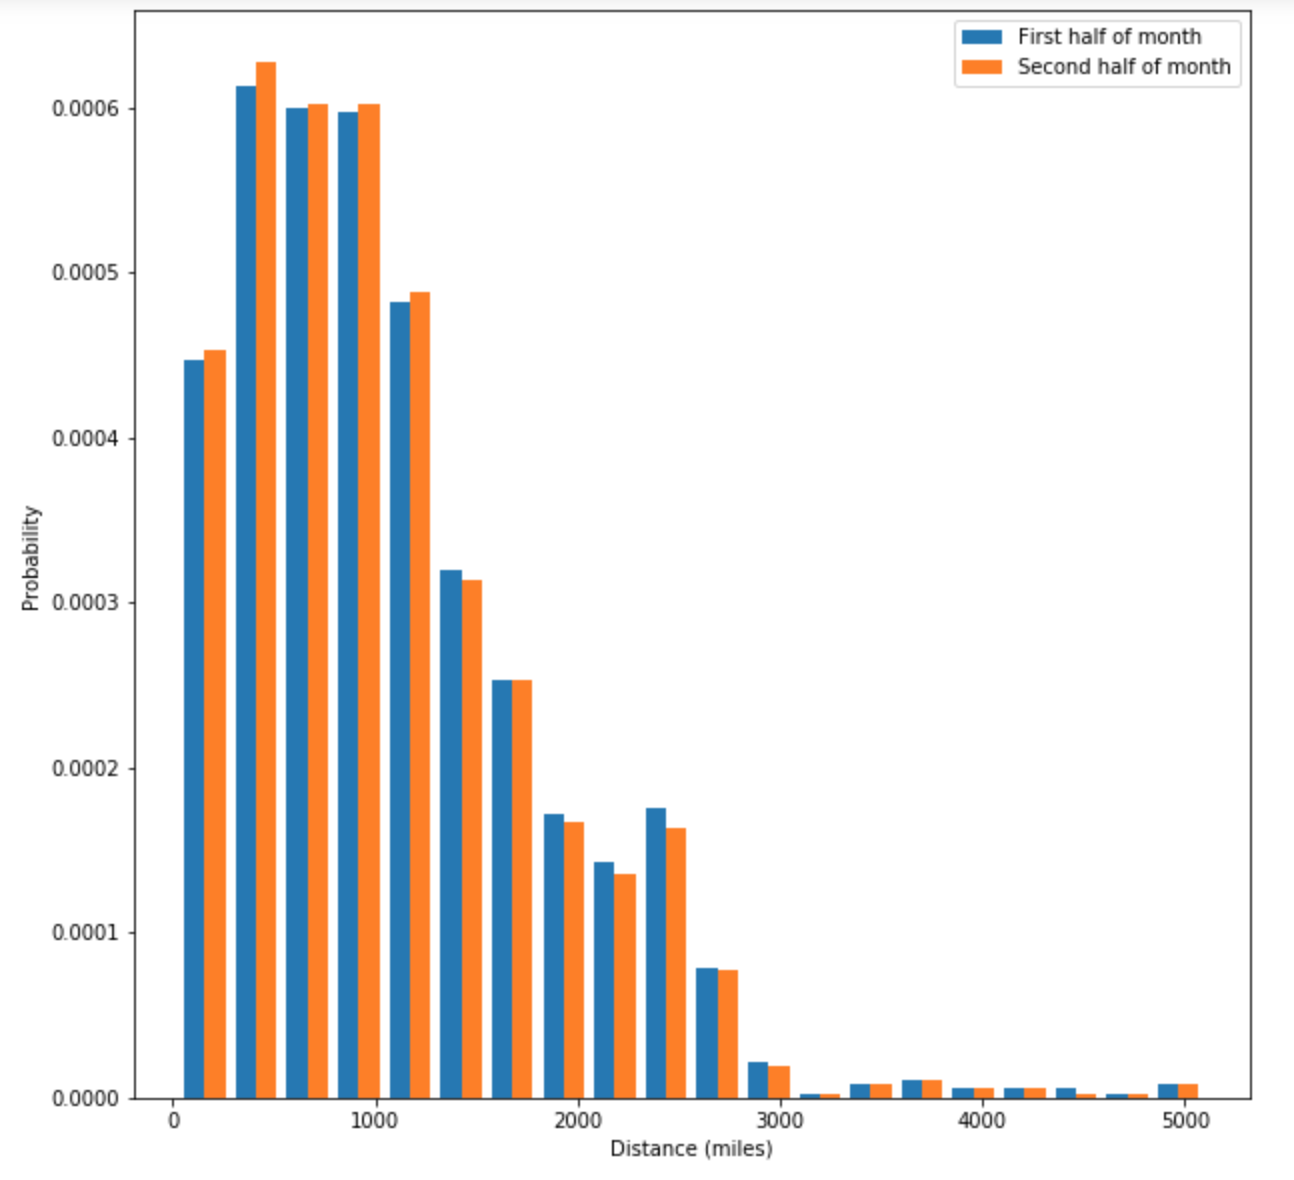 First half of month
Second half of month
0.0006
0.0005
0.0004
0.0003
0.0002
0.0001
0.0000
Probability
0 1000 2000 3000 4000 5000
Distance (miles)